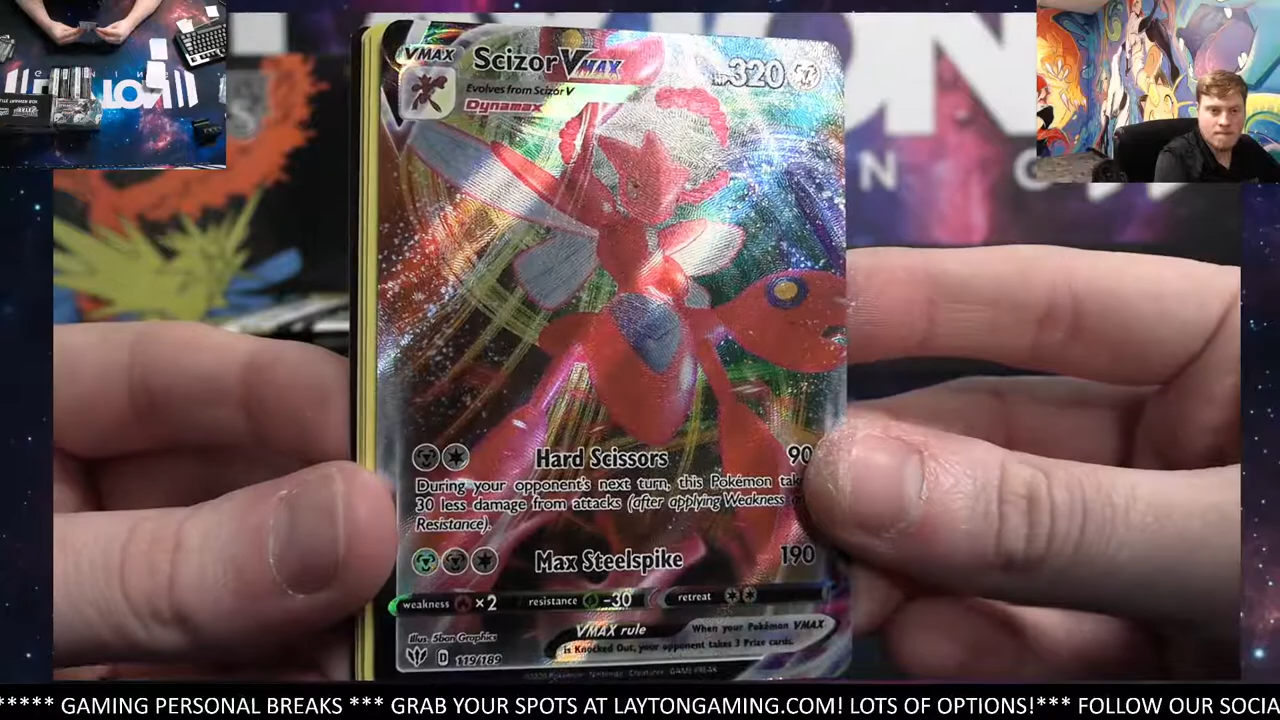 VMAX
Scizor VMAX
320
Evolves from Scizor V
Dynamax
Hard Scissors 90
During your opponent's next turn, this Pokémon
30 less damage from attacks (after applying Weakness
Resistance).
Max Steelspike 190
weakness ×2 resistance -30 retreat
Illus. 5ban Graphics
VMAX rule
When your Pokémon VMAX
is Knocked Out, your opponent takes 3 Prize cards.
D 119/189
***** GAMING PERSONAL BREAKS *** GRAB YOUR SPOTS AT LAYTONGAMING.COM! LOTS OF OPTIONS!*** FOLLOW OUR SOCIA